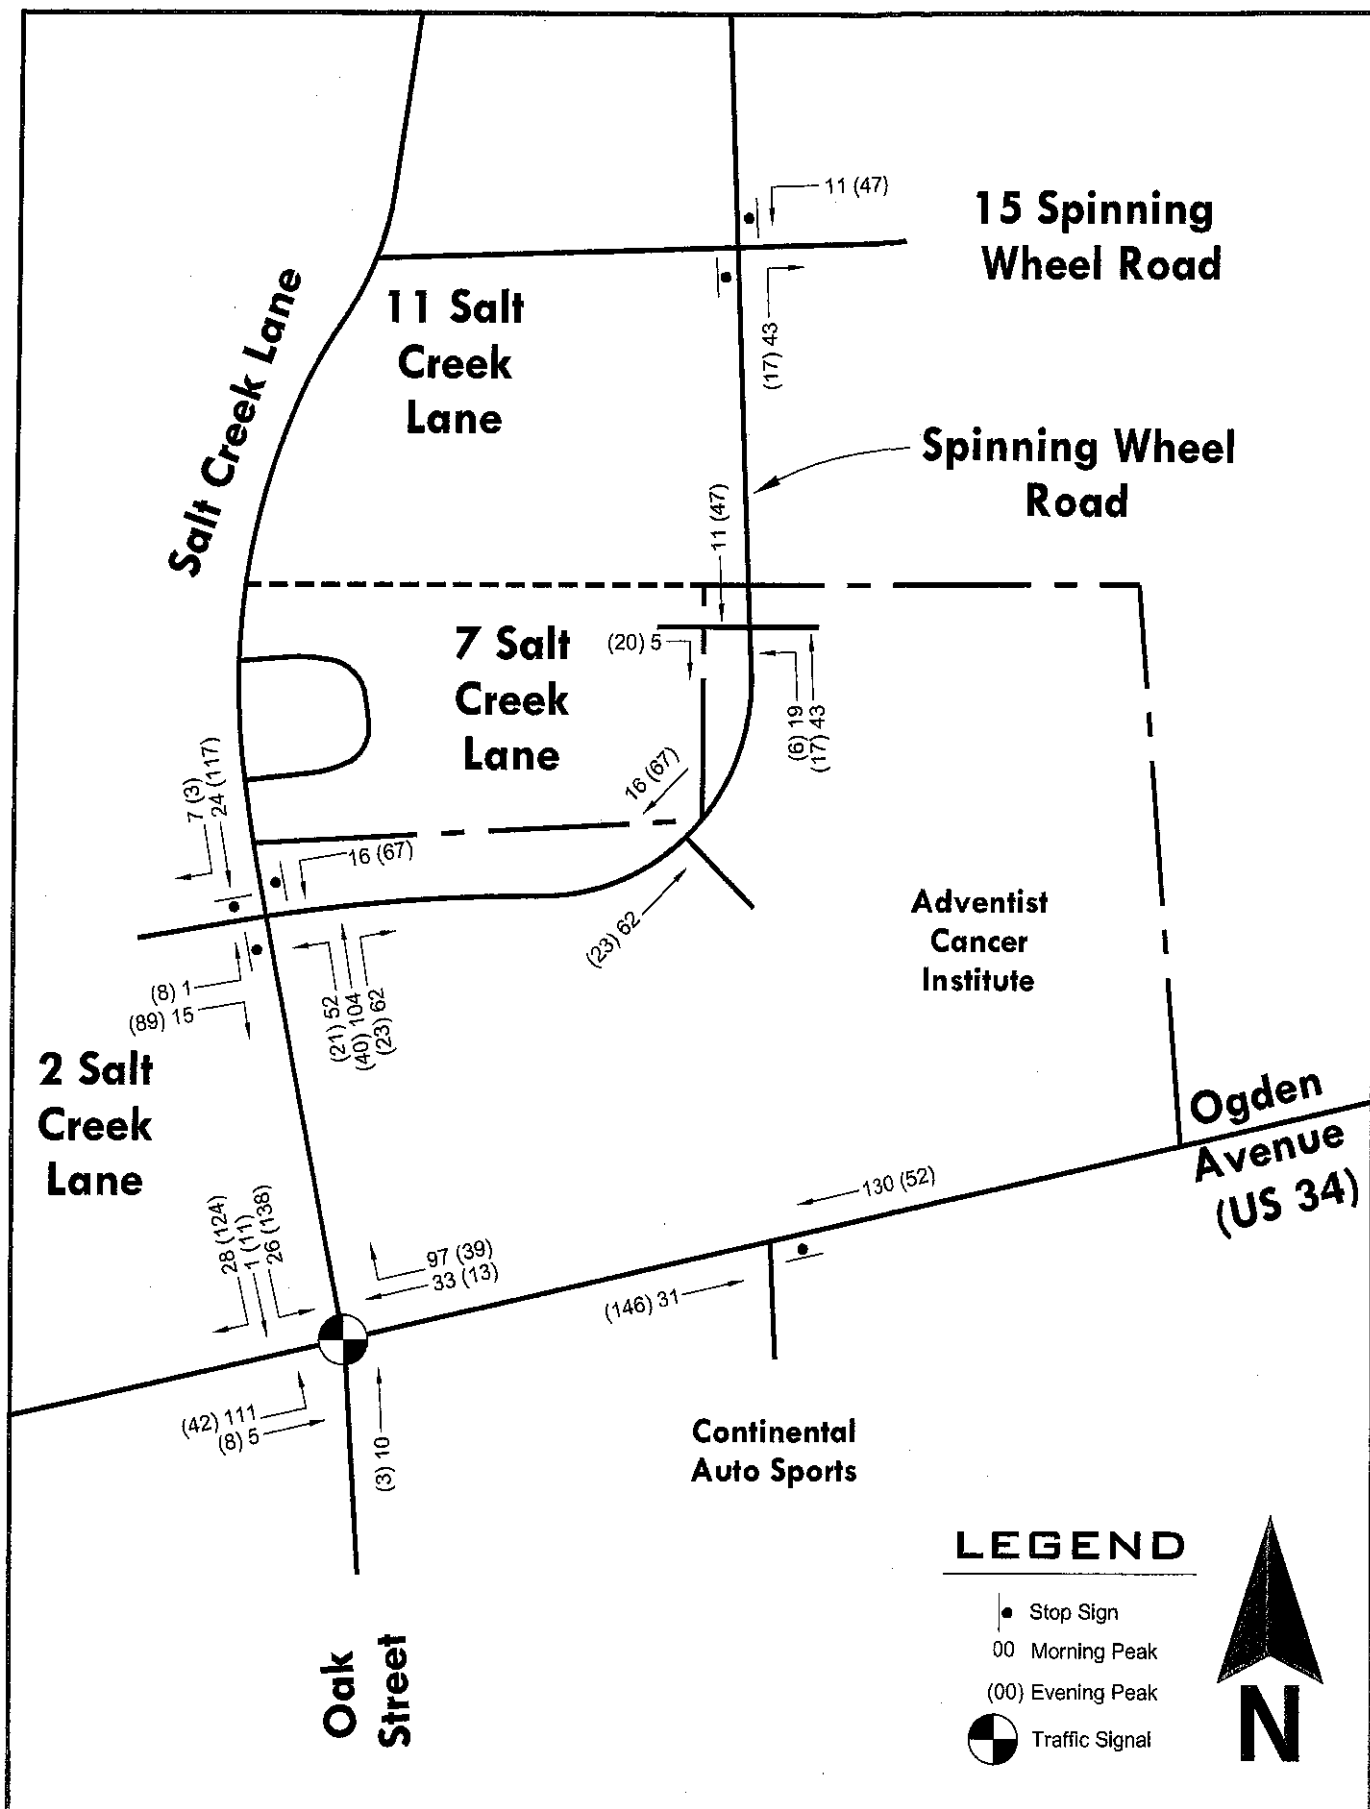 11 (47)
15 Spinning
Wheel Road
(17) 43
11 Salt
Creek
Lane
Salt Creek Lane
Spinning Wheel
Road
11 (47)
(20) 5
7 Salt
Creek
Lane
(6) 19
(17) 43
16 (67)
7 (3)
24 (117)
16 (67)
(23) 62
Adventist
Cancer
Institute
(8) 1
(89) 15
(21) 52
(40) 104
(23) 62
2 Salt
Creek
Lane
Ogden
Avenue
(US 34)
130 (52)
28 (124)
1 (11)
26 (138)
97 (39)
33 (13)
(146) 31
(42) 111
(8) 5
(3) 10
Continental
Auto Sports
Oak
Street
LEGEND
Stop Sign
00 Morning Peak
(00) Evening Peak
Traffic Signal
N